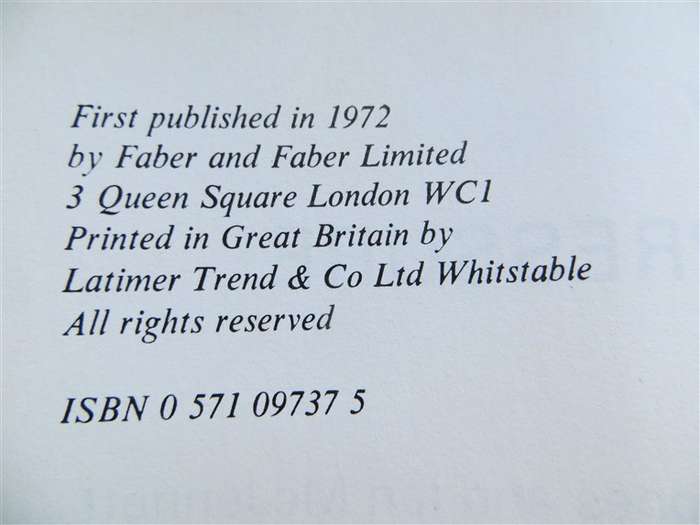 First published in 1972
by Faber and Faber Limited
3 Queen Square London WC1
Printed in Great Britain by
Latimer Trend & Co Ltd Whitstable
All rights reserved
ISBN 0 571 09737 5